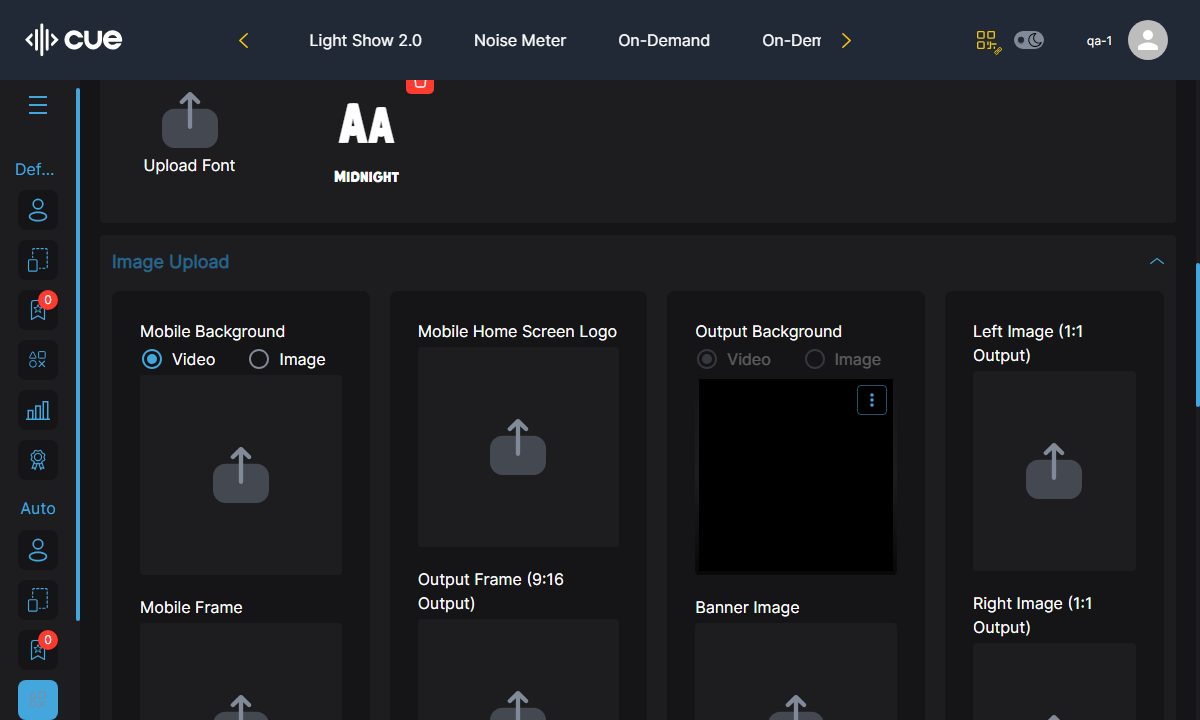 cue
Light Show 2.0
Noise Meter
On-Demand
On-Dem
qa-1
Def...
0
Auto
0
Upload Font
AA
MIDNIGHT
Image Upload
Mobile Background
Video
Image
Mobile Frame
Mobile Home Screen Logo
Output Frame (9:16
Output)
Output Background
Video
Image
Banner Image
Left Image (1:1
Output)
Right Image (1:1
Output)